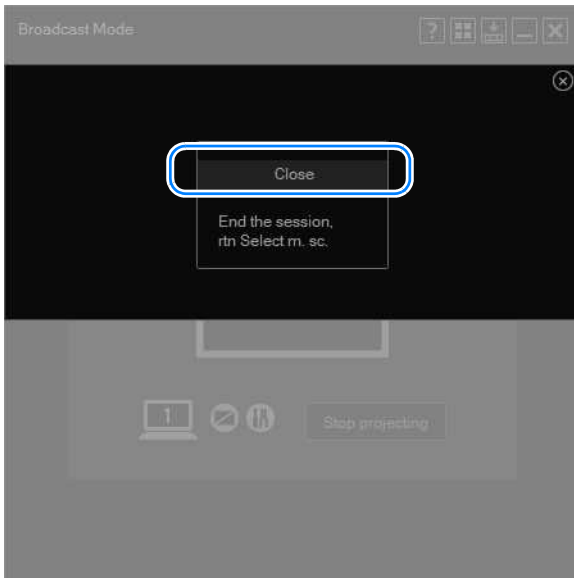 Broadcast Mode
?
Close
End the session,
rtn Select m. sc.
1
Stop projecting